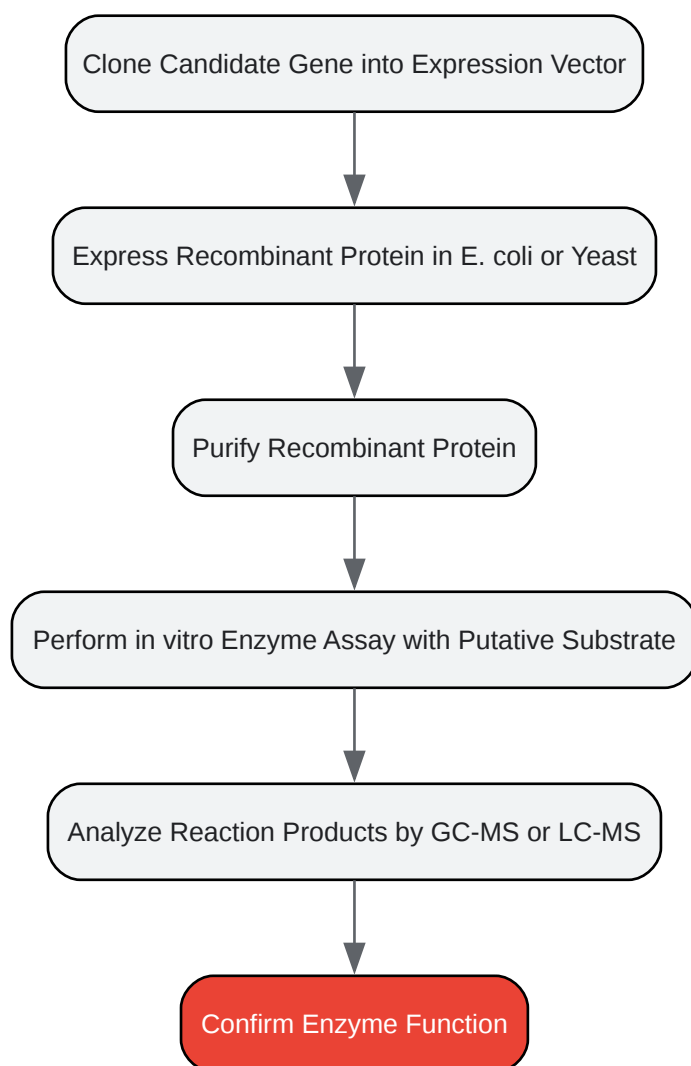 Clone Candidate Gene into Expression Vector
Express Recombinant Protein in E. coli or Yeast
Purify Recombinant Protein
Perform in vitro Enzyme Assay with Putative Substrate
Analyze Reaction Products by GC-MS or LC-MS
Confirm Enzyme Function